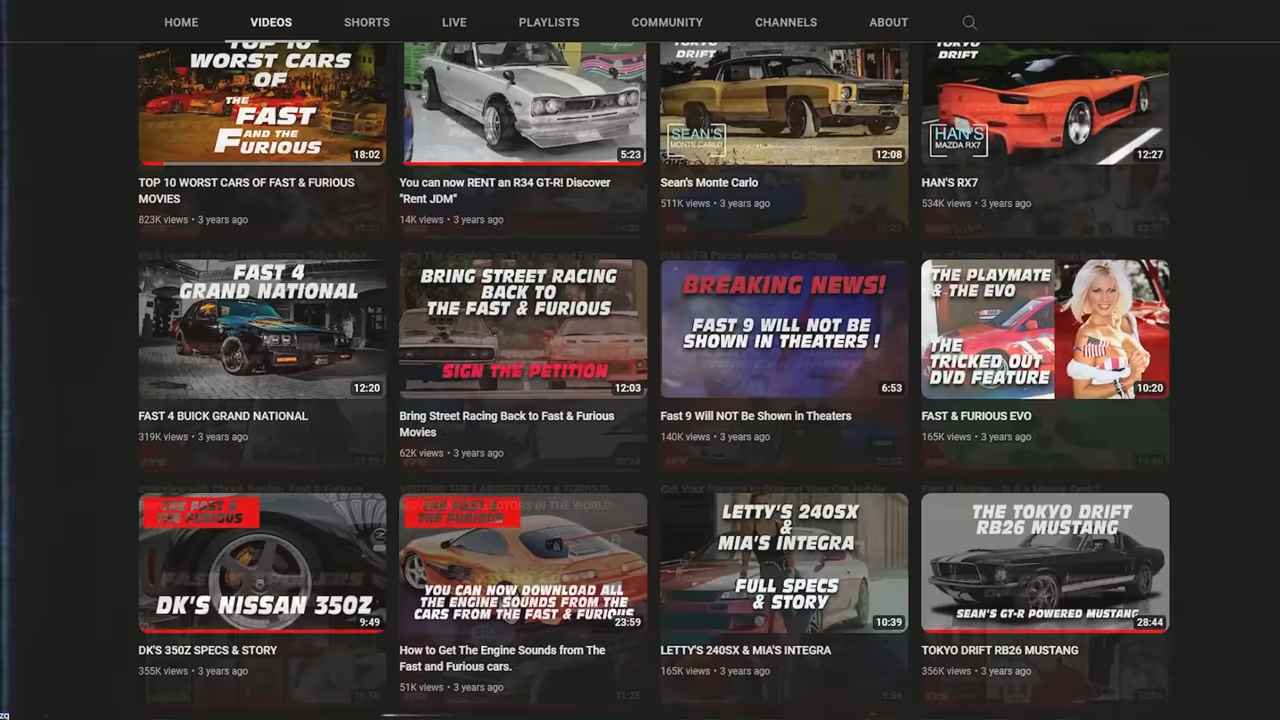 HOME VIDEOS SHORTS LIVE PLAYLISTS COMMUNITY CHANNELS ABOUT
TOP 10
WORST CARS
OF
THE
FAST
AND THE
FURIOUS
18:02
5:23
TOKYO
DRIFT
SEAN'S
MONTE CARLO
12:08
TOKYO
DRIFT
HAN'S
MAZDA RX7
12:27
TOP 10 WORST CARS OF FAST & FURIOUS
MOVIES
823K views • 3 years ago
You can now RENT an R34 GT-R! Discover
"Rent JDM"
14K views • 3 years ago
Sean's Monte Carlo
511K views • 3 years ago
HAN'S RX7
534K views • 3 years ago
FAST 4
GRAND NATIONAL
12:20
BRING STREET RACING
BACK TO
THE FAST & FURIOUS
SIGN THE PETITION
12:03
BREAKING NEWS!
FAST 9 WILL NOT BE
SHOWN IN THEATERS !
6:53
THE PLAYMATE
& THE EVO
THE
TRICKED OUT
DVD FEATURE
10:20
FAST 4 BUICK GRAND NATIONAL
319K views • 3 years ago
Bring Street Racing Back to Fast & Furious
Movies
62K views • 3 years ago
Fast 9 Will NOT Be Shown in Theaters
140K views • 3 years ago
FAST & FURIOUS EVO
165K views • 3 years ago
THE FAST &
THE FURIOUS
DK'S NISSAN 350Z
9:49
THE FAST &
THE FURIOUS
YOU CAN NOW DOWNLOAD ALL
THE ENGINE SOUNDS FROM THE
CARS FROM THE FAST & FURIOUS
23:59
LETTY'S 240SX
&
MIA'S INTEGRA
FULL SPECS
& STORY
10:39
THE TOKYO DRIFT
RB26 MUSTANG
SEAN'S GT-R POWERED MUSTANG
28:44
DK'S 350Z SPECS & STORY
355K views • 3 years ago
How to Get The Engine Sounds from The
Fast and Furious cars.
51K views • 3 years ago
LETTY'S 240SX & MIA'S INTEGRA
165K views • 3 years ago
TOKYO DRIFT RB26 MUSTANG
356K views • 3 years ago